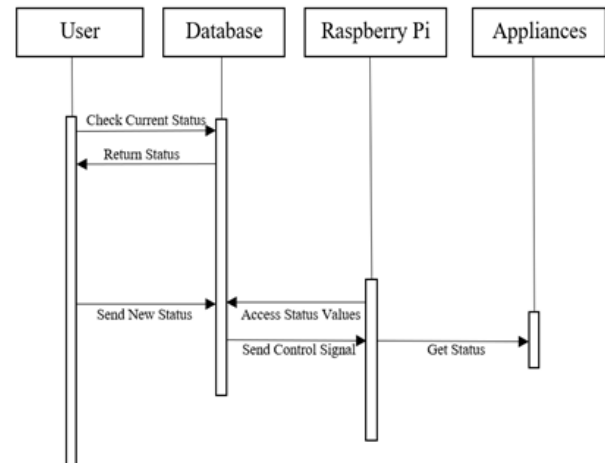 User
Database
Raspberry Pi
Appliances
Check Current Status
Return Status
Send New Status
Access Status Values
Send Control Signal
Get Status